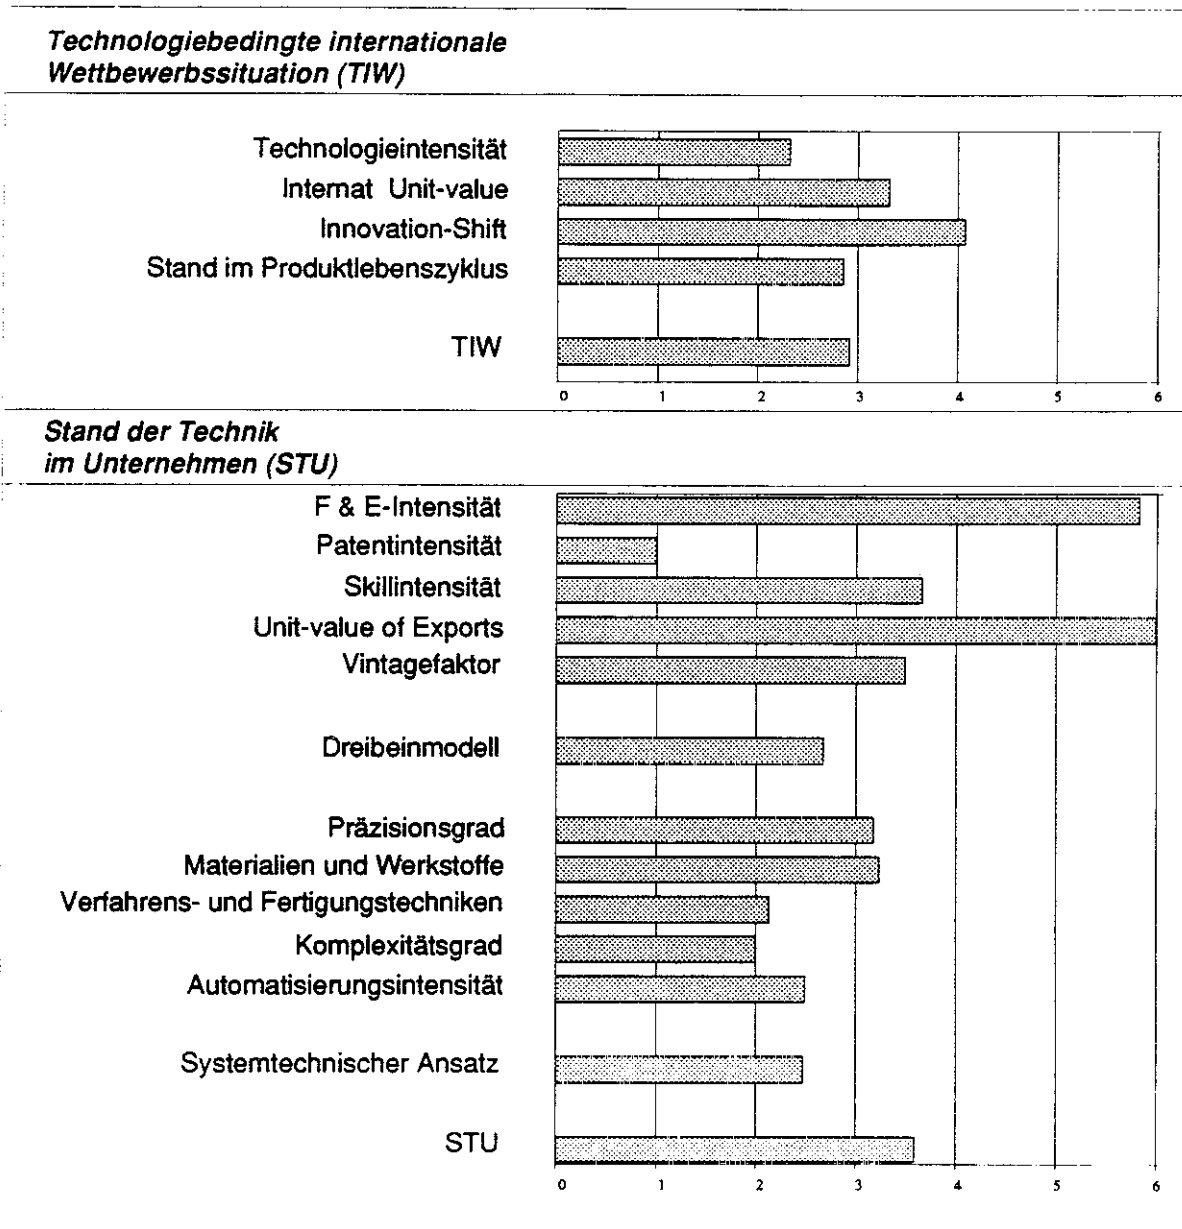 Technologiebedingte internationale
Wettbewerbssituation (TIW)
Technologieintensität
Internat Unit-value
Innovation-Shift
Stand im Produktlebenszyklus
TIW
0 1 2 3 4 5 6
Stand der Technik
im Unternehmen (STU)
F & E-Intensität
Patentintensität
Skillintensität
Unit-value of Exports
Vintagefaktor
Dreibeinmodell
Präzisionsgrad
Materialien und Werkstoffe
Verfahrens- und Fertigungstechniken
Komplexitätsgrad
Automatisierungsintensität
Systemtechnischer Ansatz
STU
0 1 2 3 4 5 6